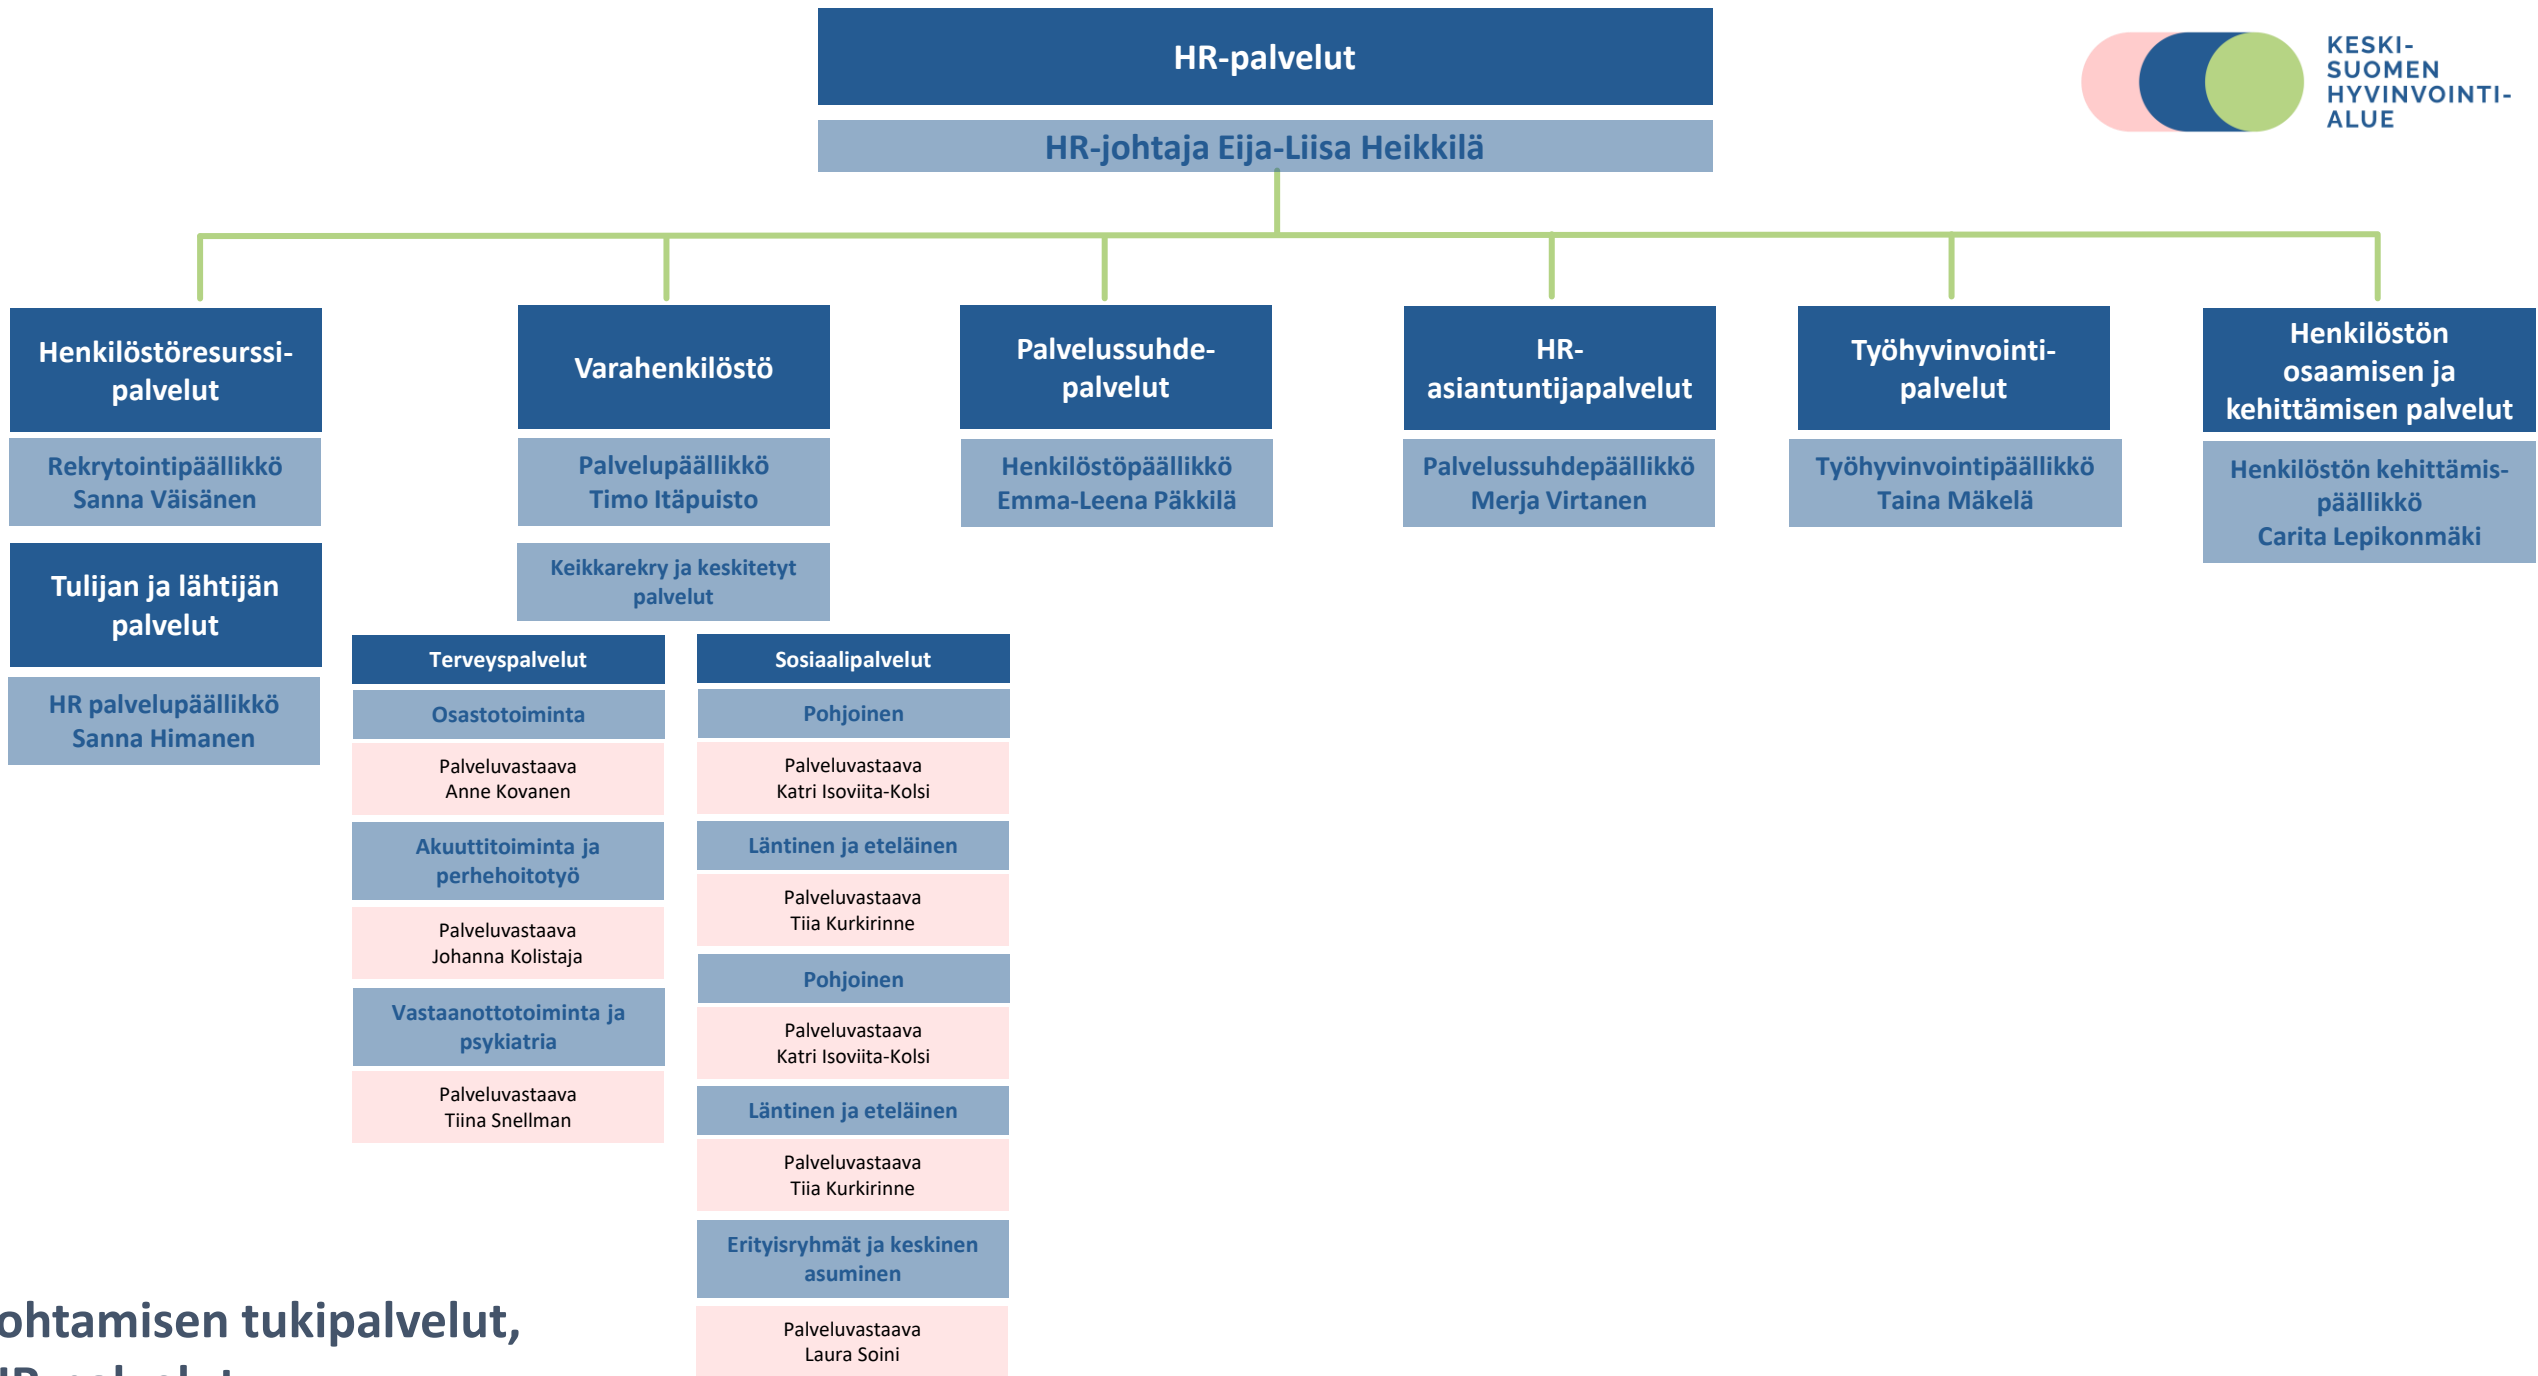 HR-palvelut
HR-johtaja Eija-Liisa Heikkilä
KESKI-
SUOMEN
HYVINVOINTI-
ALUE
Henkilöstöresurssi-
palvelut
Rekrytointipäällikkö
Sanna Väisänen
Tulijan ja lähtijän
palvelut
HR palvelupäällikkö
Sanna Himanen
Varahenkilöstö
Palvelupäällikkö
Timo Itäpuisto
Keikkarekry ja keskitetyt
palvelut
Terveyspalvelut
Osastotoiminta
Palveluvastaava
Anne Kovanen
Akuuttitoiminta ja
perhehoitotyö
Palveluvastaava
Johanna Kolistaja
Vastaanottotoiminta ja
psykiatria
Palveluvastaava
Tiina Snellman
Sosiaalipalvelut
Pohjoinen
Palveluvastaava
Katri Isoviita-Kolsi
Läntinen ja eteläinen
Palveluvastaava
Tiia Kurkirinne
Pohjoinen
Palveluvastaava
Katri Isoviita-Kolsi
Läntinen ja eteläinen
Palveluvastaava
Tiia Kurkirinne
Erityisryhmät ja keskinen
asuminen
Palveluvastaava
Laura Soini
Palvelussuhde-
palvelut
Henkilöstöpäällikkö
Emma-Leena Päkkilä
HR-
asiantuntijapalvelut
Palvelussuhdepäällikkö
Merja Virtanen
Työhyvinvointi-
palvelut
Työhyvinvointipäällikkö
Taina Mäkelä
Henkilöstön
osaamisen ja
kehittämisen palvelut
Henkilöstön kehittämis-
päällikkö
Carita Lepikonmäki
ohtamisen tukipalvelut,